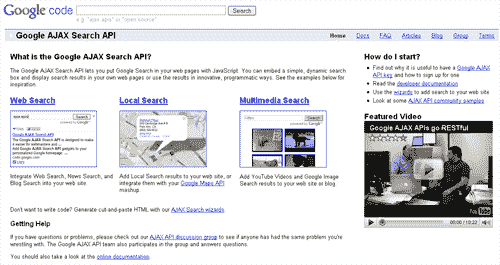 Google code
Search
e.g. "ajax apis" or "open source"
Google AJAX Search API
Home Docs FAQ Articles Blog Group Terms
What is the Google AJAX Search API?
The Google AJAX Search API lets you put Google Search in your web pages with JavaScript. You can embed a simple, dynamic search
box and display search results in your own web pages or use the results in innovative, programmatic ways. See the examples below for
inspiration.
Web Search Local Search Multimedia Search
Integrate Web Search, News Search, and
Blog Search into your web site.
Add Local Search results to your web site, or
integrate them with your Google Maps API
mashup.
Add YouTube Videos and Google Image
Search results to your web site or blog.
Don't want to write code? Generate cut-and-paste HTML with our AJAX Search wizards.
Getting Help
If you have questions or problems, please check our AJAX API discussion group to see if anyone has had the same problem you're
wrestling with. The Google AJAX API team also participates in the group and answers questions.
You should also take a look at the online documentation.
How do I start?
Find out why it is useful to have a Google AJAX
API key and how to sign up for one
Read the developer documentation
Use the wizards to add search to your web site
Look at some AJAX API community samples
Featured Video
Google AJAX APIs go RESTful
00:00 / 10:22